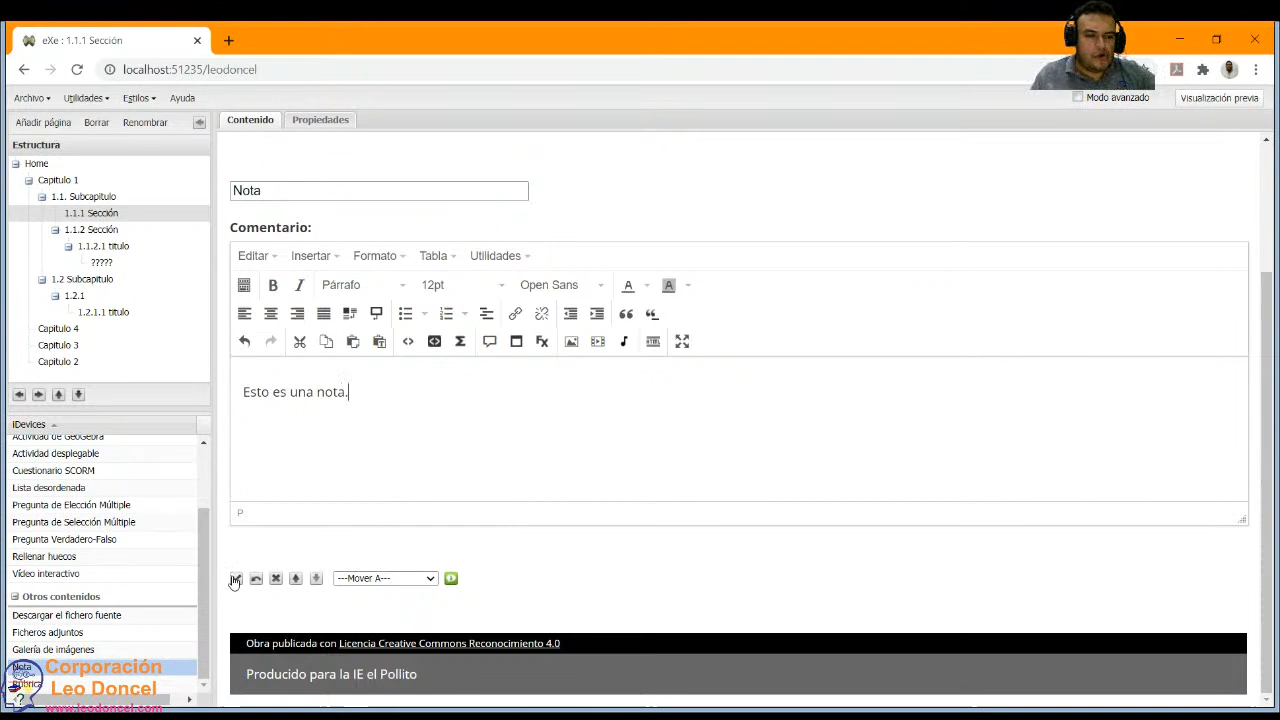 eXe : 1.1.1 Sección
localhost:51235/leodoncel
Archivo Utilidades Estilos Ayuda
Modo avanzado
Visualización previa
Añadir página Borrar Renombrar
Contenido Propiedades
Estructura
Home
Capitulo 1
1.1. Subcapitulo
1.1.1 Sección
1.1.2 Sección
1.1.2.1 titulo
?????
1.2 Subcapitulo
1.2.1
1.2.1.1 titulo
Capitulo 4
Capitulo 3
Capitulo 2
iDevices
Actividad de GeoGebra
Actividad desplegable
Cuestionario SCORM
Lista desordenada
Pregunta de Elección Múltiple
Pregunta de Selección Múltiple
Pregunta Verdadero-Falso
Rellenar huecos
Vídeo interactivo
Otros contenidos
Descargar el fichero fuente
Ficheros adjuntos
Galería de imágenes
Nota
Rúbrica
Corporación
Leo Doncel
www.leodoncel.com
Nota
Comentario:
Editar Insertar Formato Tabla Utilidades
Párrafo 12pt Open Sans
Esto es una nota.
P
---Mover A---
Obra publicada con Licencia Creative Commons Reconocimiento 4.0
Producido para la IE el Pollito